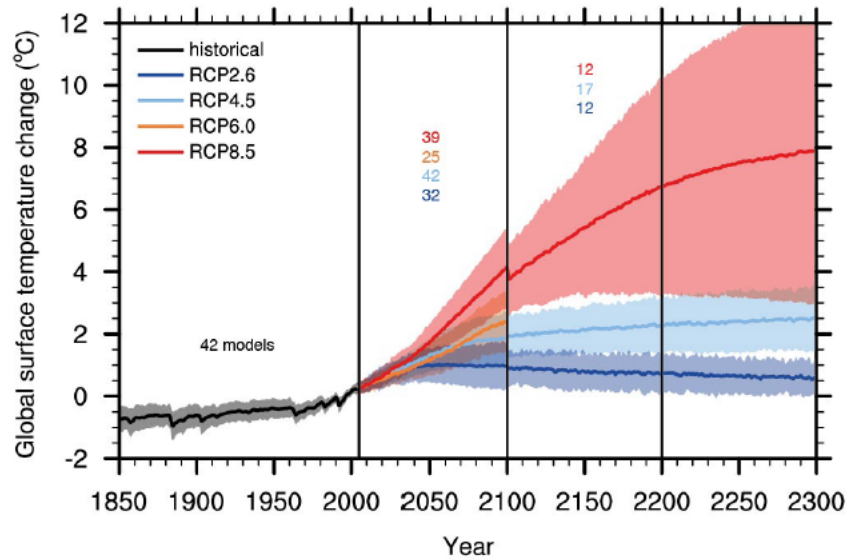 Global surface temperature change (ºC)
12
10
8
6
4
2
0
-2
historical
RCP2.6
RCP4.5
RCP6.0
RCP8.5
39
25
42
32
12
17
12
42 models
1850 1900 1950 2000 2050 2100 2150 2200 2250 2300
Year